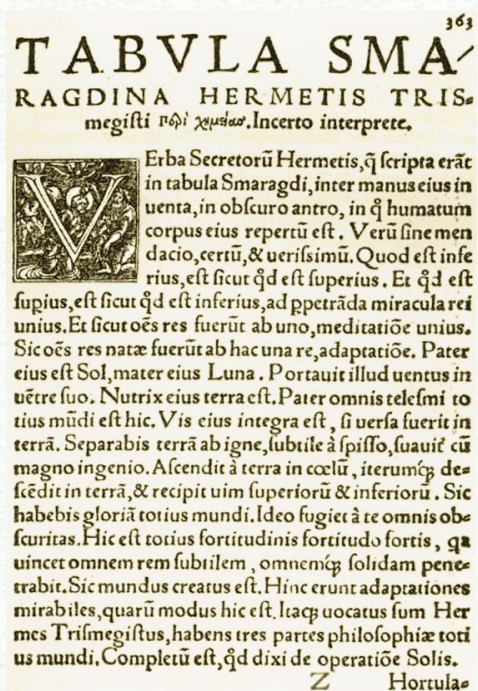 363
TABVLA SMA
RAGDINA HERMETIS TRIS-
megiſti περὶ χημείας. Incerto interprete.
VErba Secretorũ Hermetis, q̃ ſcripta erãt
in tabula Smaragdi, inter manus eius in
uenta, in obſcuro antro, in q̃ humatum
corpus eius repertũ eſt. Verũ ſine men
dacio, certũ, & ueriſsimũ. Quod eſt infe
rius, eſt ſicut qd̃ eſt ſuperius. Et qd̃ eſt
ſupius, eſt ſicut qd̃ eſt inferius, ad ppetrãda miracula rei
unius. Et ſicut oẽs res fuerũt ab uno, meditatiõe unius.
Sic oẽs res natæ fuerũt ab hac una re, adaptatiõe. Pater
eius eſt Sol, mater eius Luna. Portauit illud uentus in
uẽtre ſuo. Nutrix eius terra eſt. Pater omnis teleſmi to
tius mũdi eſt hic. Vis eius integra eſt, ſi uerſa fuerit in
terrã. Separabis terrã ab igne, ſubtile à ſpiſſo, ſuauiť cũ
magno ingenio. Aſcendit à terra in cœlũ, iterumq́; de-
ſcẽdit in terrã, & recipit uim ſuperiorũ & inferiorũ. Sic
habebis gloriã totius mundi. Ideo fugiet à te omnis ob-
ſcuritas. Hic eſt totius fortitudinis fortitudo fortis, qa
uincet omnem rem ſubtilem, omnemq́; ſolidam pene-
trabit. Sic mundus creatus eſt. Hinc erunt adaptationes
mirabiles, quarũ modus hic eſt. Itaq; uocatus ſum Her
mes Triſmegiſtus, habens tres partes philoſophiæ toti
us mundi. Completũ eſt, qd̃ dixi de operatiõe Solis.
Z Hortula-